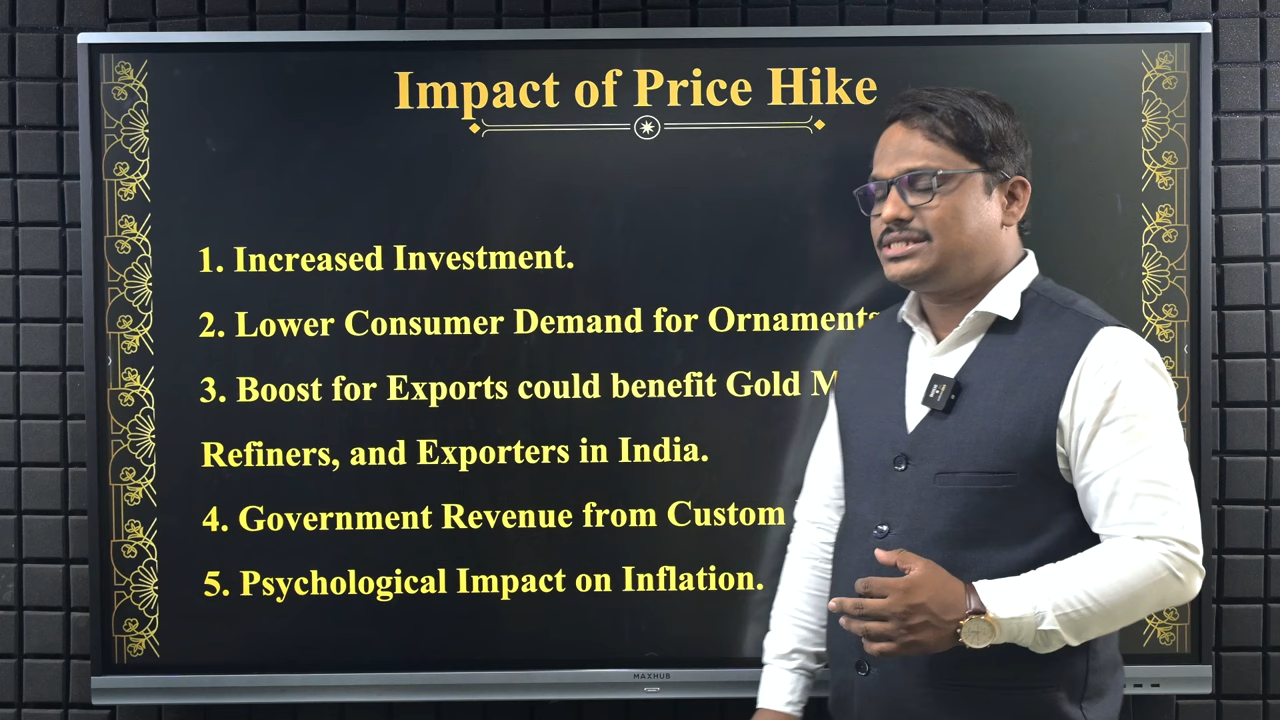 Impact of Price Hike
1. Increased Investment.
2. Lower Consumer Demand for Ornaments
3. Boost for Exports could benefit Gold
Refiners, and Exporters in India.
4. Government Revenue from Custom
5. Psychological Impact on Inflation.
MAXHUB